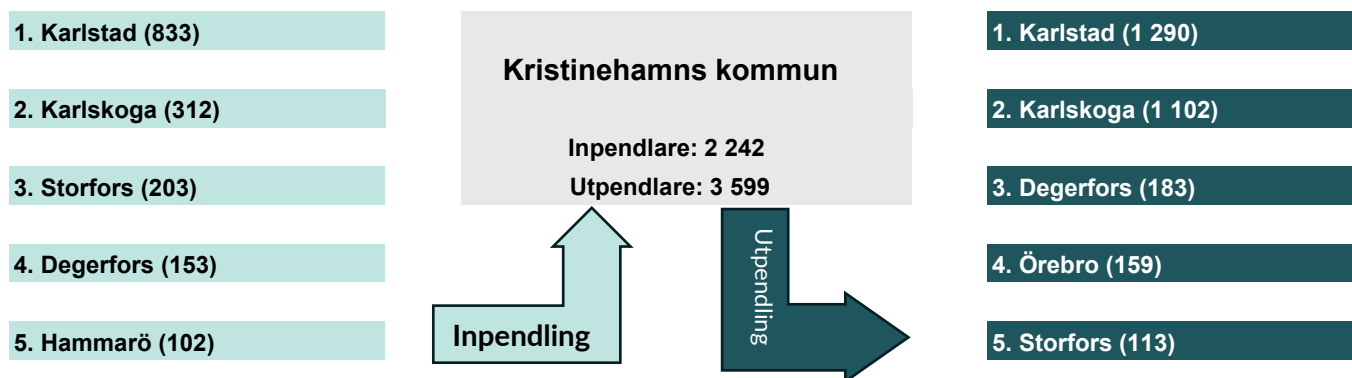 1. Karlstad (833)
2. Karlskoga (312)
3. Storfors (203)
4. Degerfors (153)
5. Hammarö (102)
Kristinehamns kommun
Inpendlare: 2 242
Utpendlare: 3 599
Inpendling
Utpendling
1. Karlstad (1 290)
2. Karlskoga (1 102)
3. Degerfors (183)
4. Örebro (159)
5. Storfors (113)